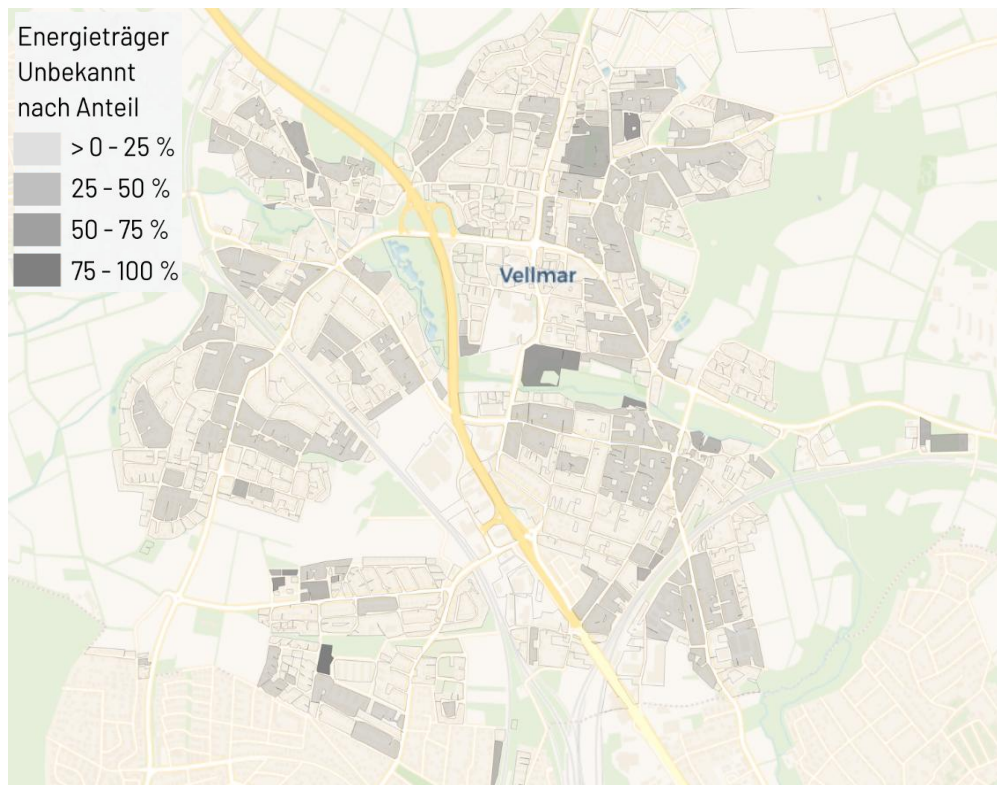 Energieträger
Unbekannt
nach Anteil
> 0 - 25 %
25 - 50 %
50 - 75 %
75 - 100 %
Vellmar